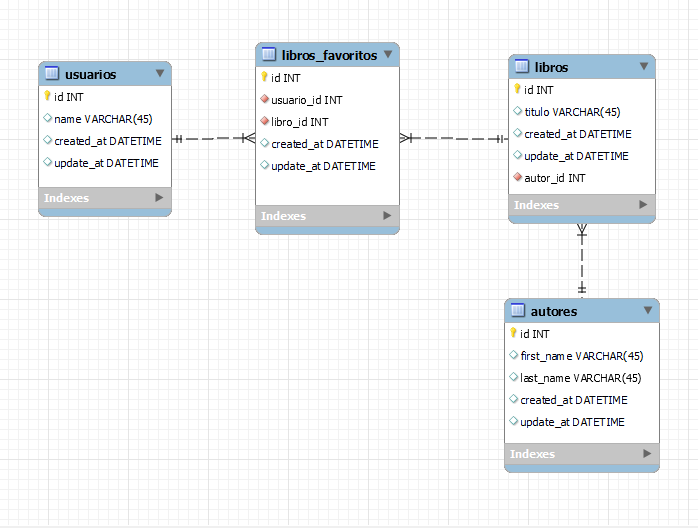 usuarios
id INT
name VARCHAR(45)
created_at DATETIME
update_at DATETIME
Indexes
libros_favoritos
id INT
usuario_id INT
libro_id INT
created_at DATETIME
update_at DATETIME
Indexes
libros
id INT
titulo VARCHAR(45)
created_at DATETIME
update_at DATETIME
autor_id INT
Indexes
autores
id INT
first_name VARCHAR(45)
last_name VARCHAR(45)
created_at DATETIME
update_at DATETIME
Indexes